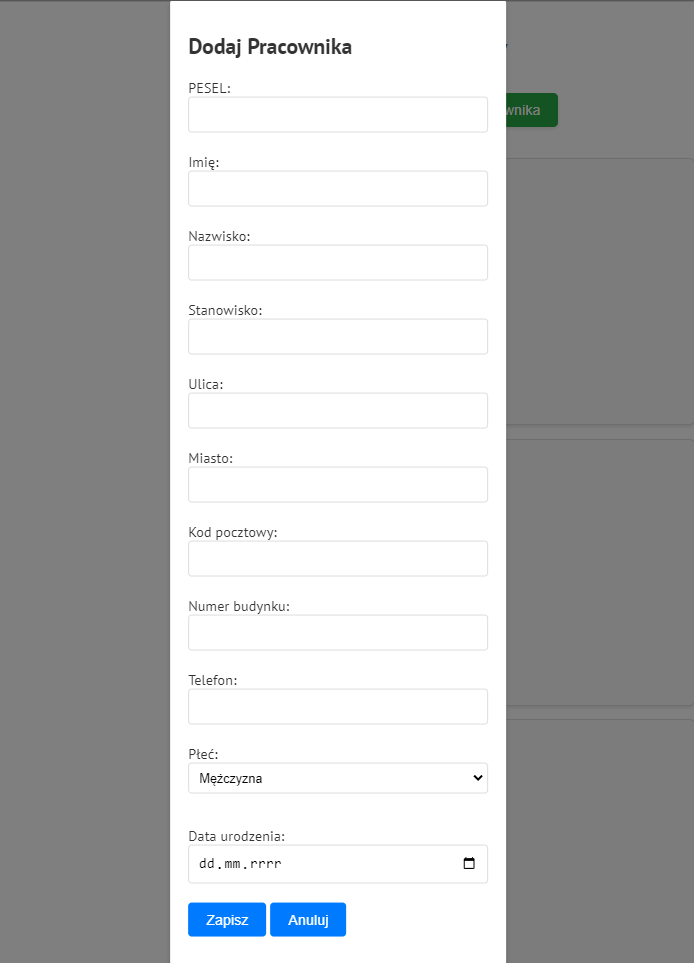 Dodaj Pracownika
PESEL:
Imię:
Nazwisko:
Stanowisko:
Ulica:
Miasto:
Kod pocztowy:
Numer budynku:
Telefon:
Płeć:
Mężczyzna
Data urodzenia:
dd.mm.rrrr
Zapisz Anuluj